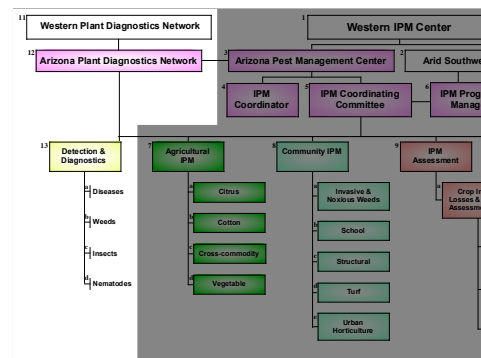 11
Western Plant Diagnostics Network
1
Western IPM Center
12
Arizona Plant Diagnostics Network
3
Arizona Pest Management Center
2
Arid Southwe
4
IPM
Coordinator
5
IPM Coordinating
Committee
6
IPM Prog
Manag
13
Detection &
Diagnostics
a
Diseases
b
Weeds
c
Insects
d
Nematodes
7
Agricultural
IPM
a
Citrus
b
Cotton
c
Cross-commodity
d
Vegetable
8
Community IPM
a
Invasive &
Noxious Weeds
b
School
c
Structural
d
Turf
e
Urban
Horticulture
9
IPM
Assessment
a
Crop In
Losses &
Assessm